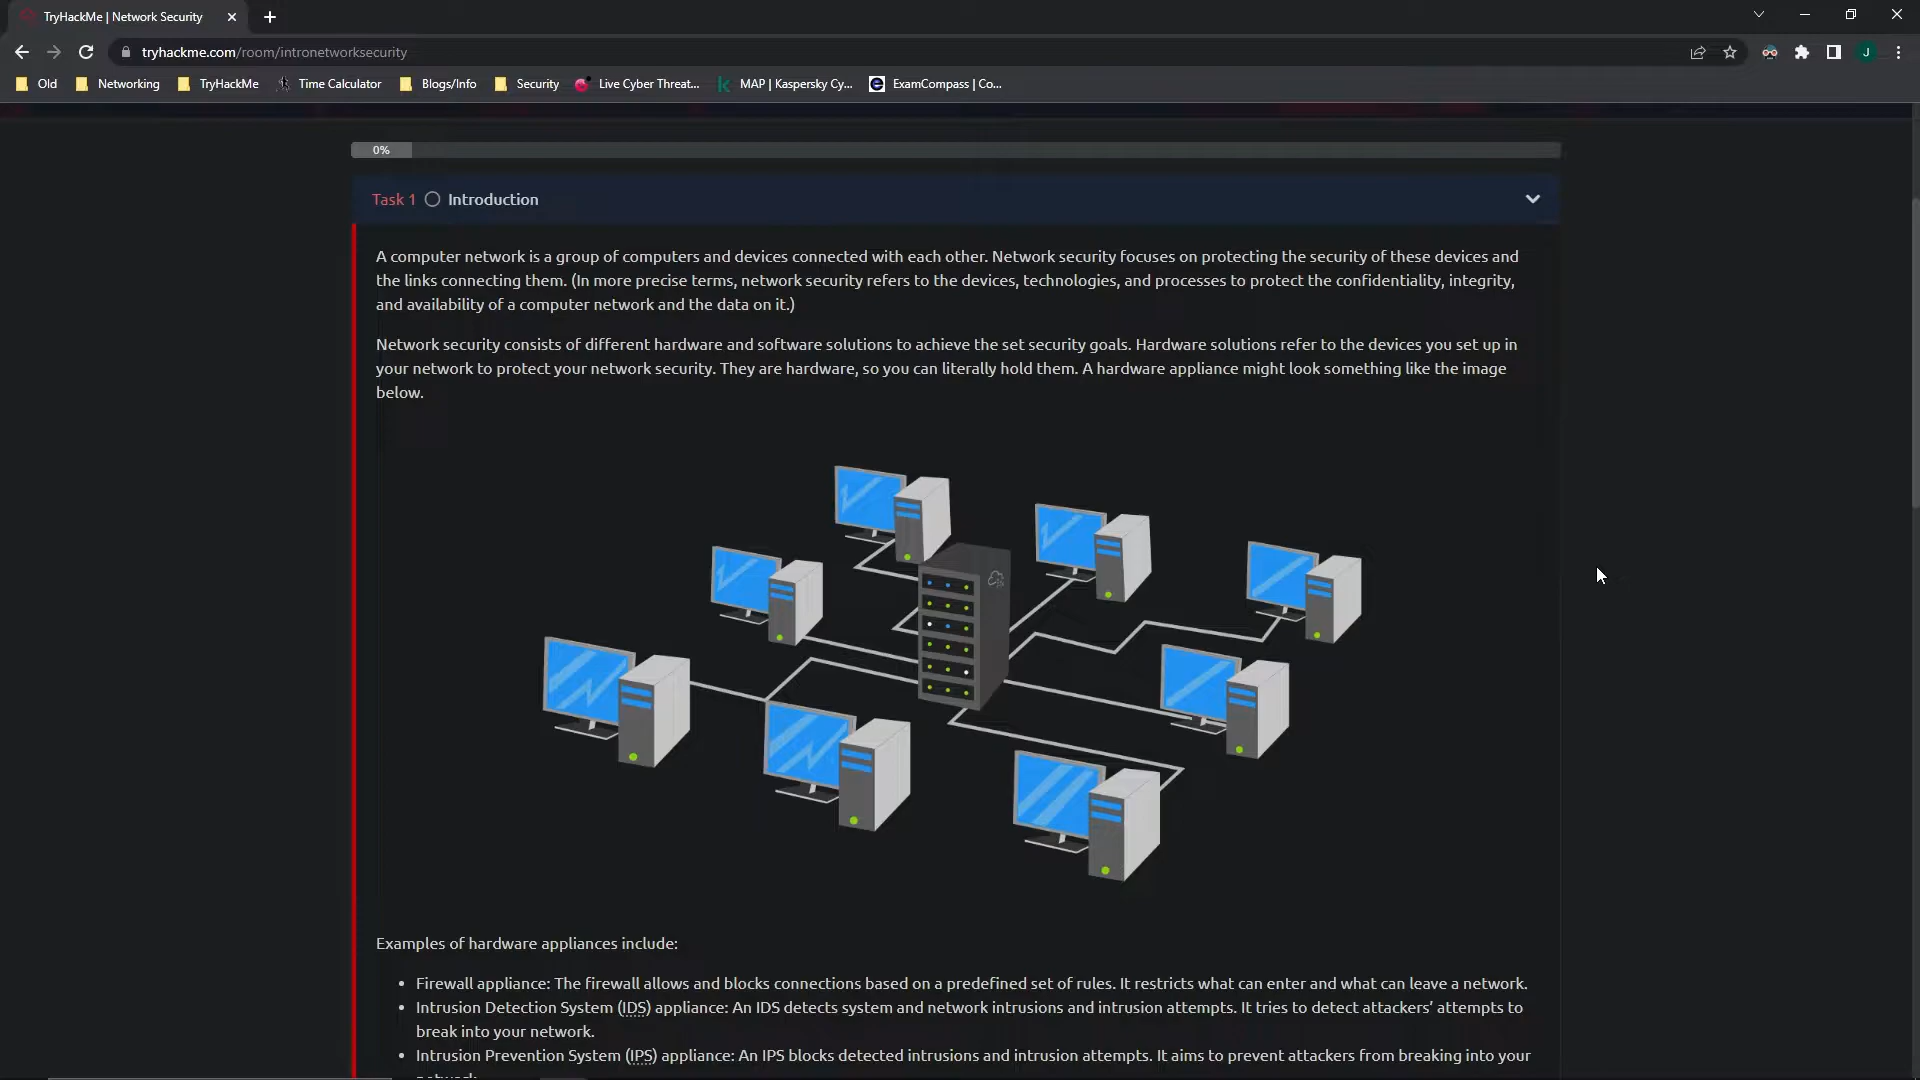 TryHackMe | Network Security
tryhackme.com/room/intronetworksecurity
J
Old Networking TryHackMe Time Calculator Blogs/Info Security Live Cyber Threat... MAP | Kaspersky Cy... ExamCompass | Co...
0%
Task 1 Introduction
A computer network is a group of computers and devices connected with each other. Network security focuses on protecting the security of these devices and
the links connecting them. (In more precise terms, network security refers to the devices, technologies, and processes to protect the confidentiality, integrity,
and availability of a computer network and the data on it.)
Network security consists of different hardware and software solutions to achieve the set security goals. Hardware solutions refer to the devices you set up in
your network to protect your network security. They are hardware, so you can literally hold them. A hardware appliance might look something like the image
below.
Examples of hardware appliances include:
• Firewall appliance: The firewall allows and blocks connections based on a predefined set of rules. It restricts what can enter and what can leave a network.
• Intrusion Detection System (IDS) appliance: An IDS detects system and network intrusions and intrusion attempts. It tries to detect attackers’ attempts to
break into your network.
• Intrusion Prevention System (IPS) appliance: An IPS blocks detected intrusions and intrusion attempts. It aims to prevent attackers from breaking into your